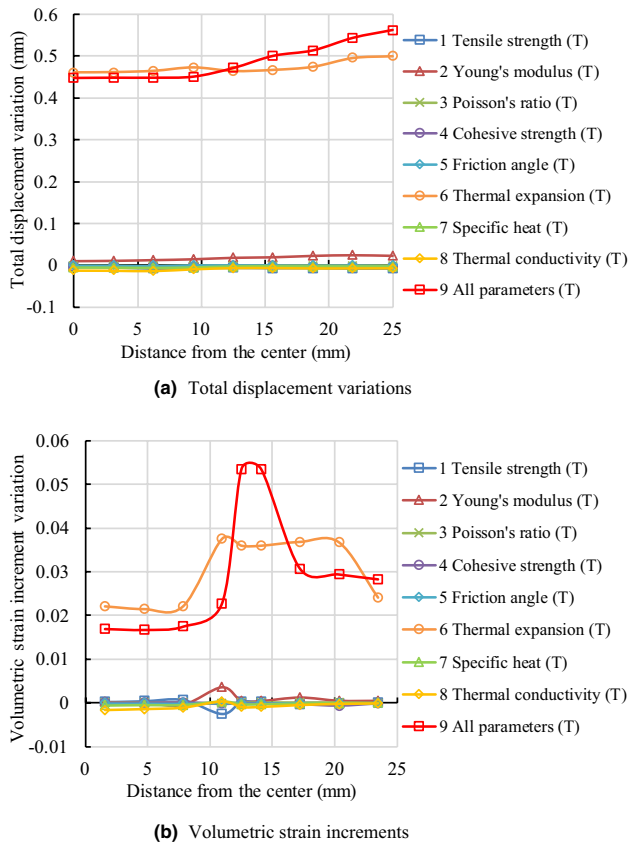 Total displacement variation (mm)
0.6
0.5
0.4
0.3
0.2
0.1
0
-0.1
0 5 10 15 20 25
Distance from the center (mm)
1 Tensile strength (T)
2 Young's modulus (T)
3 Poisson's ratio (T)
4 Cohesive strength (T)
5 Friction angle (T)
6 Thermal expansion (T)
7 Specific heat (T)
8 Thermal conductivity (T)
9 All parameters (T)
(a) Total displacement variations
Volumetric strain increment variation
0.06
0.05
0.04
0.03
0.02
0.01
0
-0.01
0 5 10 15 20 25
Distance from the center (mm)
1 Tensile strength (T)
2 Young's modulus (T)
3 Poisson's ratio (T)
4 Cohesive strength (T)
5 Friction angle (T)
6 Thermal expansion (T)
7 Specific heat (T)
8 Thermal conductivity (T)
9 All parameters (T)
(b) Volumetric strain increments